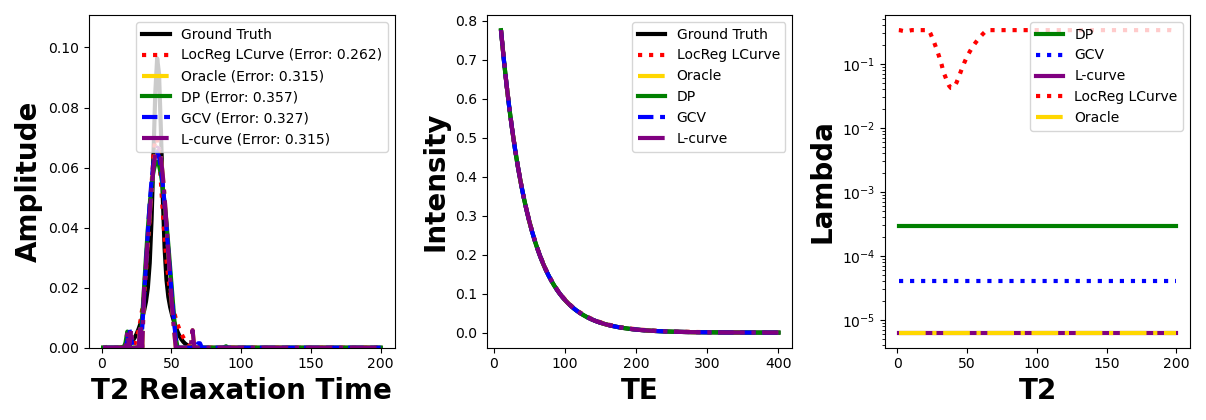 Amplitude
0.10
0.08
0.06
0.04
0.02
0.00
Ground Truth
LocReg LCurve (Error: 0.262)
Oracle (Error: 0.315)
DP (Error: 0.357)
GCV (Error: 0.327)
L-curve (Error: 0.315)
0 50 100 150 200
T2 Relaxation Time
Intensity
0.8
0.7
0.6
0.5
0.4
0.3
0.2
0.1
0.0
Ground Truth
LocReg LCurve
Oracle
DP
GCV
L-curve
0 100 200 300 400
TE
Lambda
10⁻¹
10⁻²
10⁻³
10⁻⁴
10⁻⁵
DP
GCV
L-curve
LocReg LCurve
Oracle
0 50 100 150 200
T2